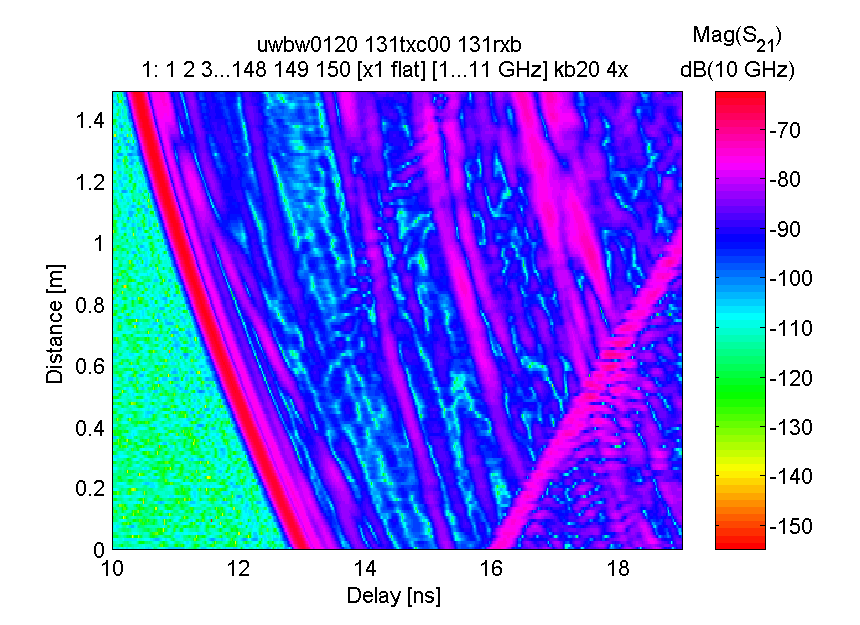 uwbw0120 131txc00 131rxb
1: 1 2 3...148 149 150 [x1 flat] [1...11 GHz] kb20 4x
Mag(S21)
dB(10 GHz)
1.4
1.2
1
0.8
0.6
0.4
0.2
0
Distance [m]
10 12 14 16 18
Delay [ns]
-70
-80
-90
-100
-110
-120
-130
-140
-150